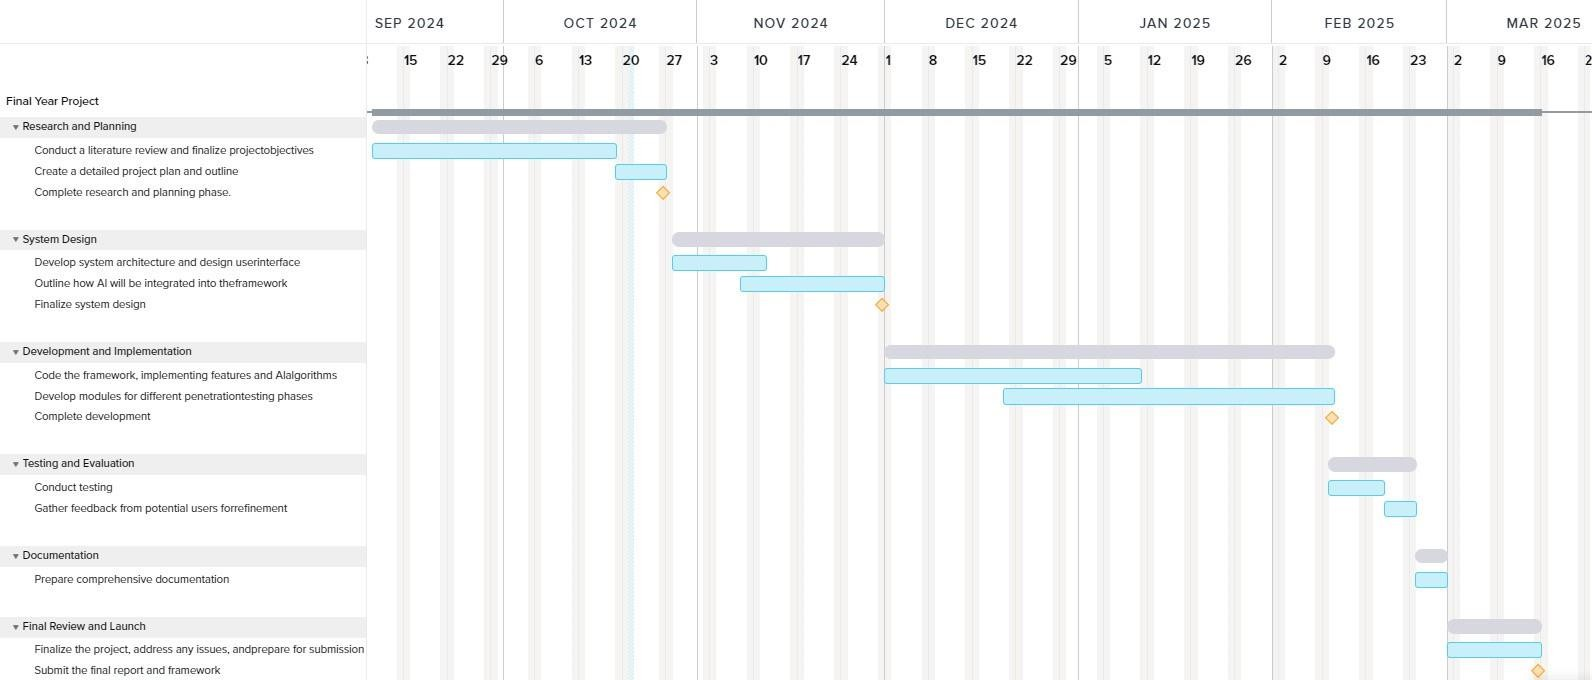 SEP 2024 OCT 2024 NOV 2024 DEC 2024 JAN 2025 FEB 2025 MAR 2025
15 22 29 6 13 20 27 3 10 17 24 1 8 15 22 29 5 12 19 26 2 9 16 23 2 9 16
Final Year Project
Research and Planning
Conduct a literature review and finalize projectobjectives
Create a detailed project plan and outline
Complete research and planning phase.
System Design
Develop system architecture and design userinterface
Outline how AI will be integrated into theframework
Finalize system design
Development and Implementation
Code the framework, implementing features and AIalgorithms
Develop modules for different penetrationtesting phases
Complete development
Testing and Evaluation
Conduct testing
Gather feedback from potential users forrefinement
Documentation
Prepare comprehensive documentation
Final Review and Launch
Finalize the project, address any issues, andprepare for submission
Submit the final report and framework